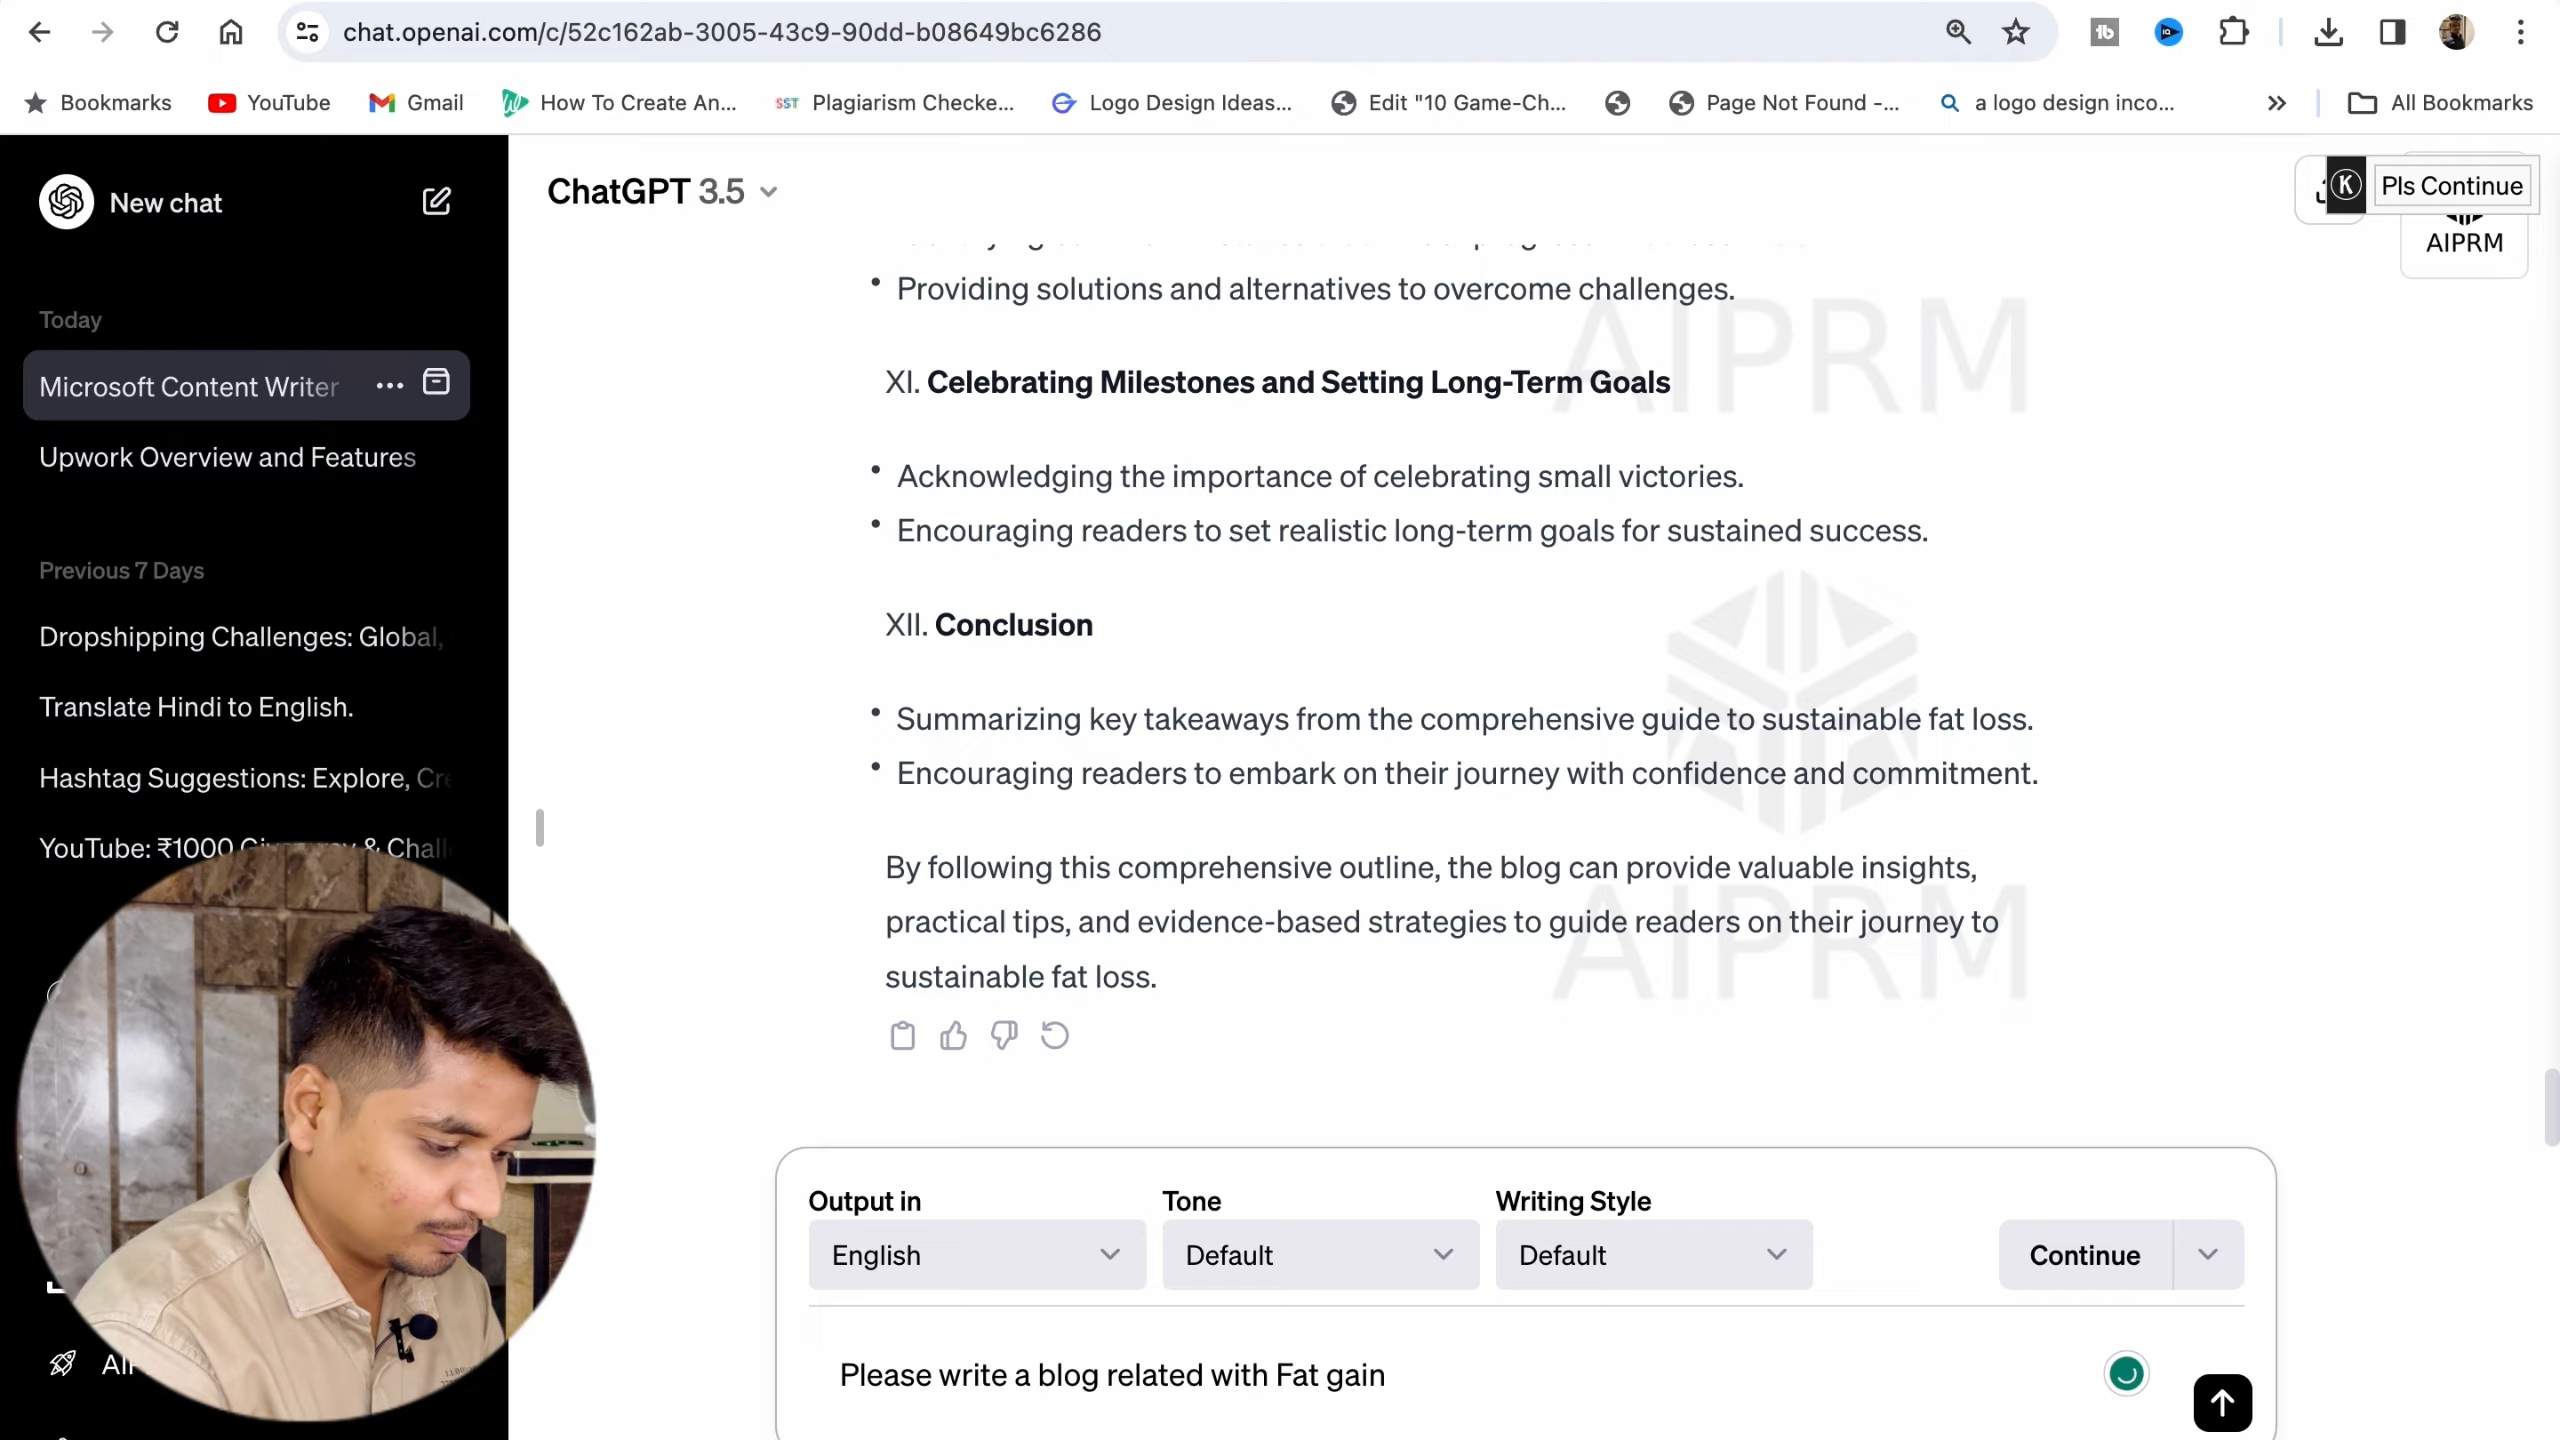 chat.openai.com/c/52c162ab-3005-43c9-90dd-b08649bc6286
Bookmarks
YouTube
Gmail
How To Create An...
SST
Plagiarism Checke...
Logo Design Ideas...
Edit "10 Game-Ch...
Page Not Found -...
a logo design inco...
All Bookmarks
New chat
Today
Microsoft Content Writer
Upwork Overview and Features
Previous 7 Days
Dropshipping Challenges: Global,
Translate Hindi to English.
Hashtag Suggestions: Explore, Cre
YouTube: ₹1000 & Chall
ChatGPT 3.5
K Pls Continue
AIPRM
Providing solutions and alternatives to overcome challenges.
AIPRM
XI. Celebrating Milestones and Setting Long-Term Goals
Acknowledging the importance of celebrating small victories.
Encouraging readers to set realistic long-term goals for sustained success.
XII. Conclusion
Summarizing key takeaways from the comprehensive guide to sustainable fat loss.
Encouraging readers to embark on their journey with confidence and commitment.
By following this comprehensive outline, the blog can provide valuable insights,
practical tips, and evidence-based strategies to guide readers on their journey to
sustainable fat loss.
AIPRM
Output in
Tone
Writing Style
English
Default
Default
Continue
Please write a blog related with Fat gain